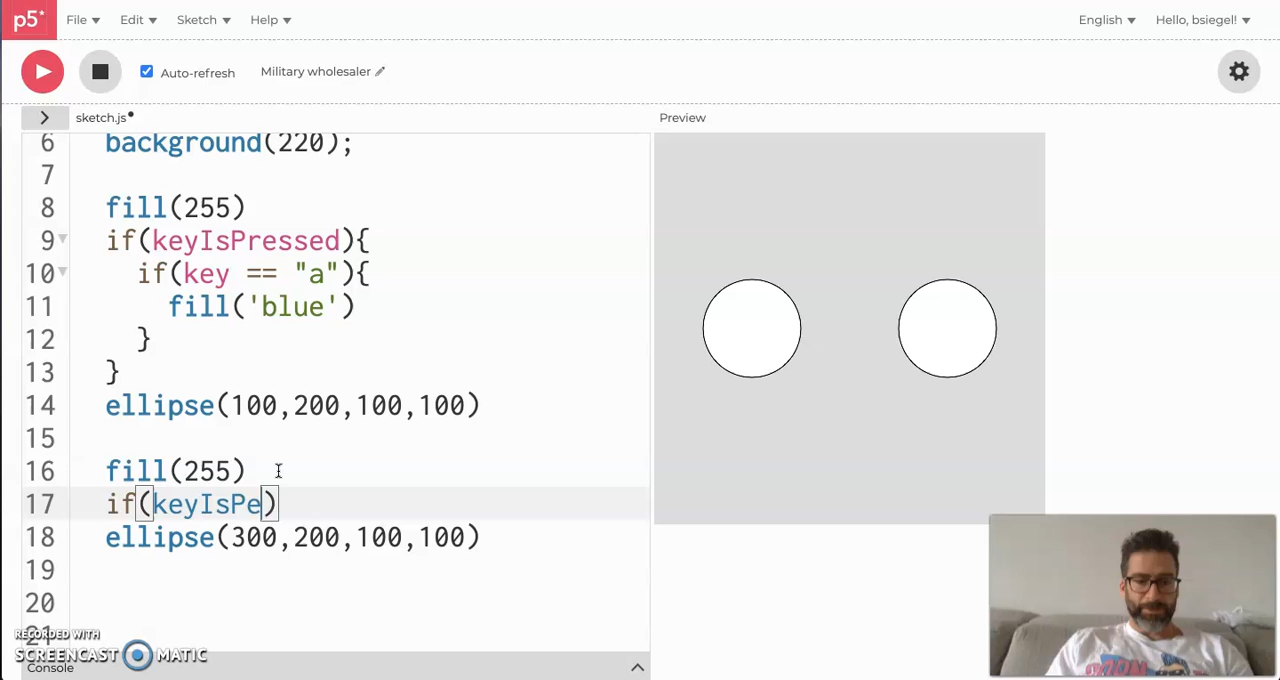 p5*
File Edit Sketch Help English Hello, bsiegel!
Auto-refresh Military wholesaler
sketch.js Preview
6 background(220);
7
8 fill(255)
9 if(keyIsPressed){
10 if(key == "a"){
11 fill('blue')
12 }
13 }
14 ellipse(100,200,100,100)
15
16 fill(255)
17 if(keyIsPe)
18 ellipse(300,200,100,100)
19
20
21
RECORDED WITH
SCREENCAST MATIC
Console